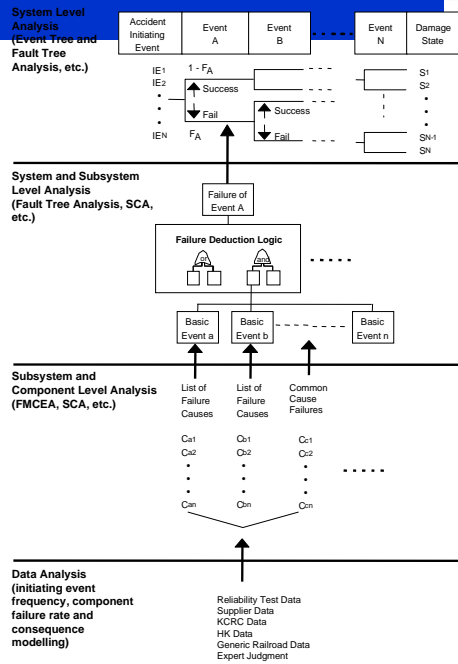 System Level
Analysis
(Event Tree and
Fault Tree
Analysis, etc.)
Accident
Initiating
Event
Event
A
Event
B
Event
N
Damage
State
IE1
IE2
IEN
1 - FA
Success
Fail
FA
Success
Fail
S1
S2
SN-1
SN
System and Subsystem
Level Analysis
(Fault Tree Analysis, SCA,
etc.)
Failure of
Event A
Failure Deduction Logic
or
and
Basic
Event a
Basic
Event b
Basic
Event n
Subsystem and
Component Level Analysis
(FMCEA, SCA, etc.)
List of
Failure
Causes
List of
Failure
Causes
Common
Cause
Failures
Ca1
Ca2
Can
Cb1
Cb2
Cbn
Cc1
Cc2
Ccn
Data Analysis
(initiating event
frequency, component
failure rate and
consequence
modelling)
Reliability Test Data
Supplier Data
KCRC Data
HK Data
Generic Railroad Data
Expert Judgment